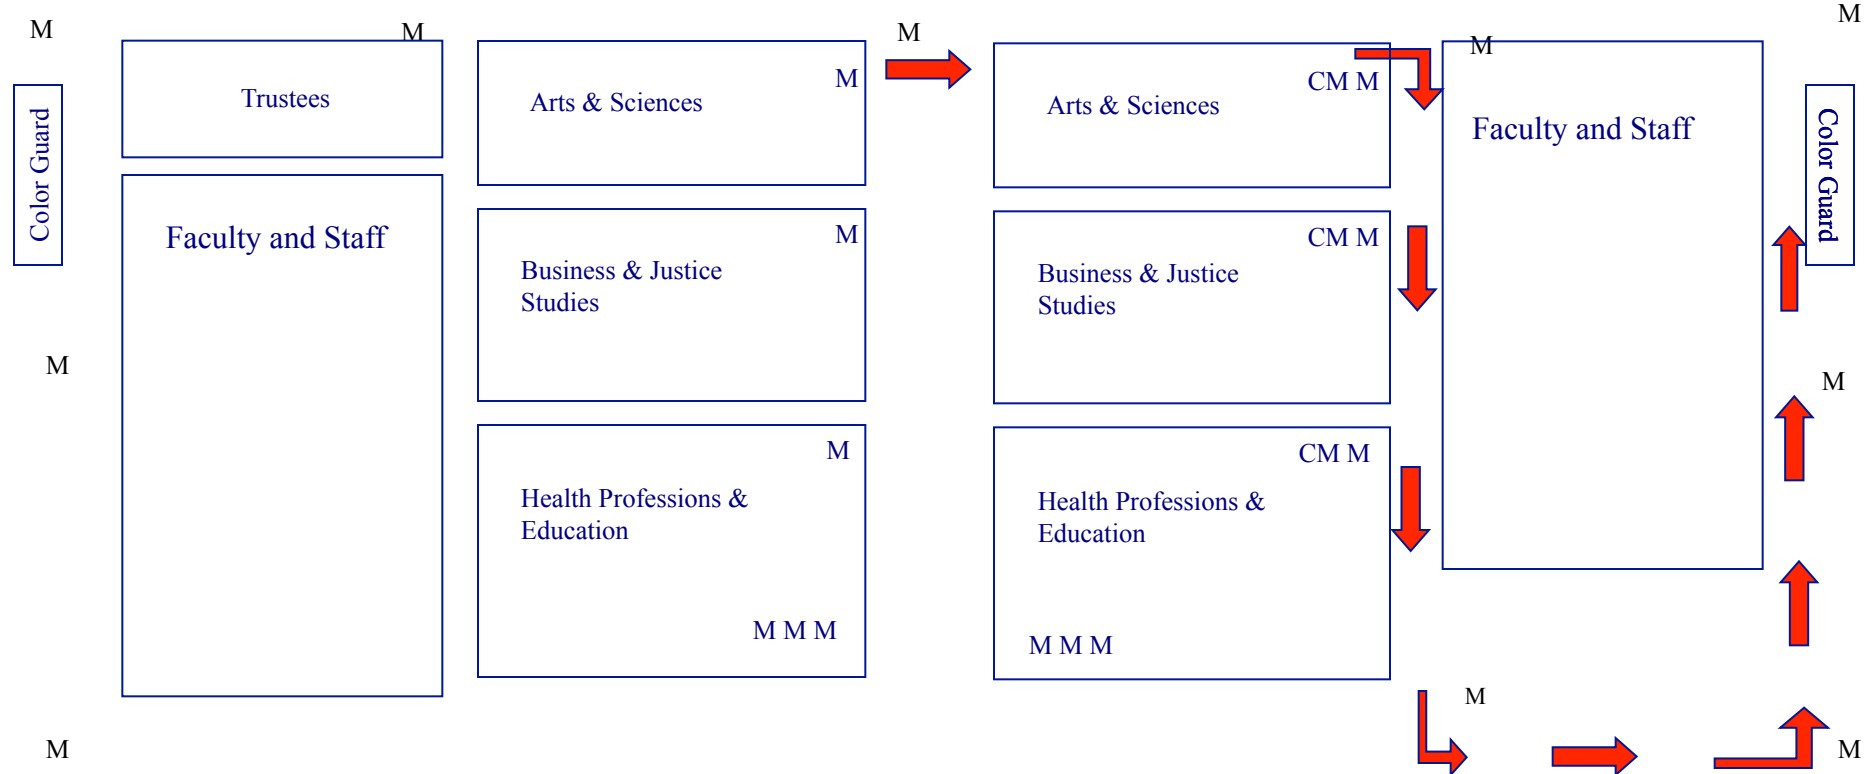 M
M
M
M
M
Trustees
Arts & Sciences
M
Arts & Sciences
CM M
Faculty and Staff
Color Guard
Color Guard
Faculty and Staff
M
Business & Justice
Studies
CM M
Business & Justice
Studies
M
M
M
Health Professions &
Education
CM M
Health Professions &
Education
M M M
M M M
M
M
M